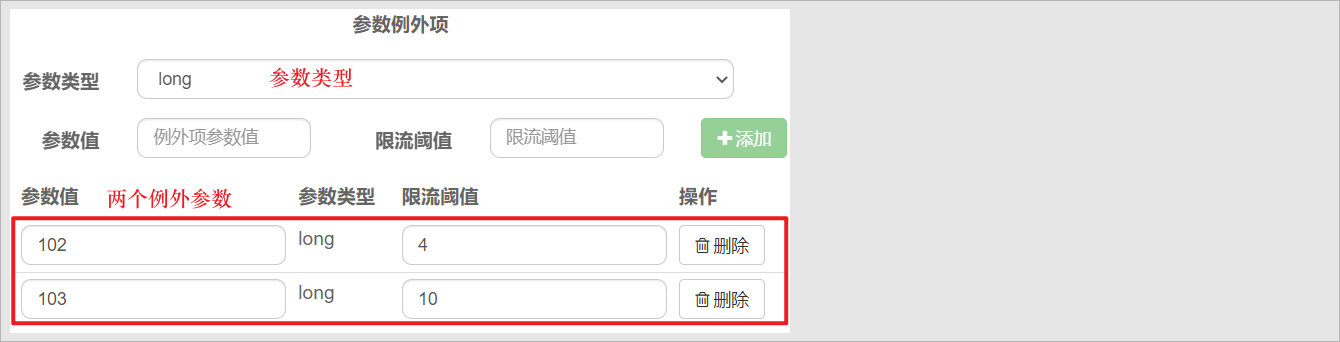 参数例外项
参数类型 long 参数类型
参数值 例外项参数值 限流阈值 限流阈值 添加
参数值 两个例外参数 参数类型 限流阈值 操作
102 long 4 删除
103 long 10 删除